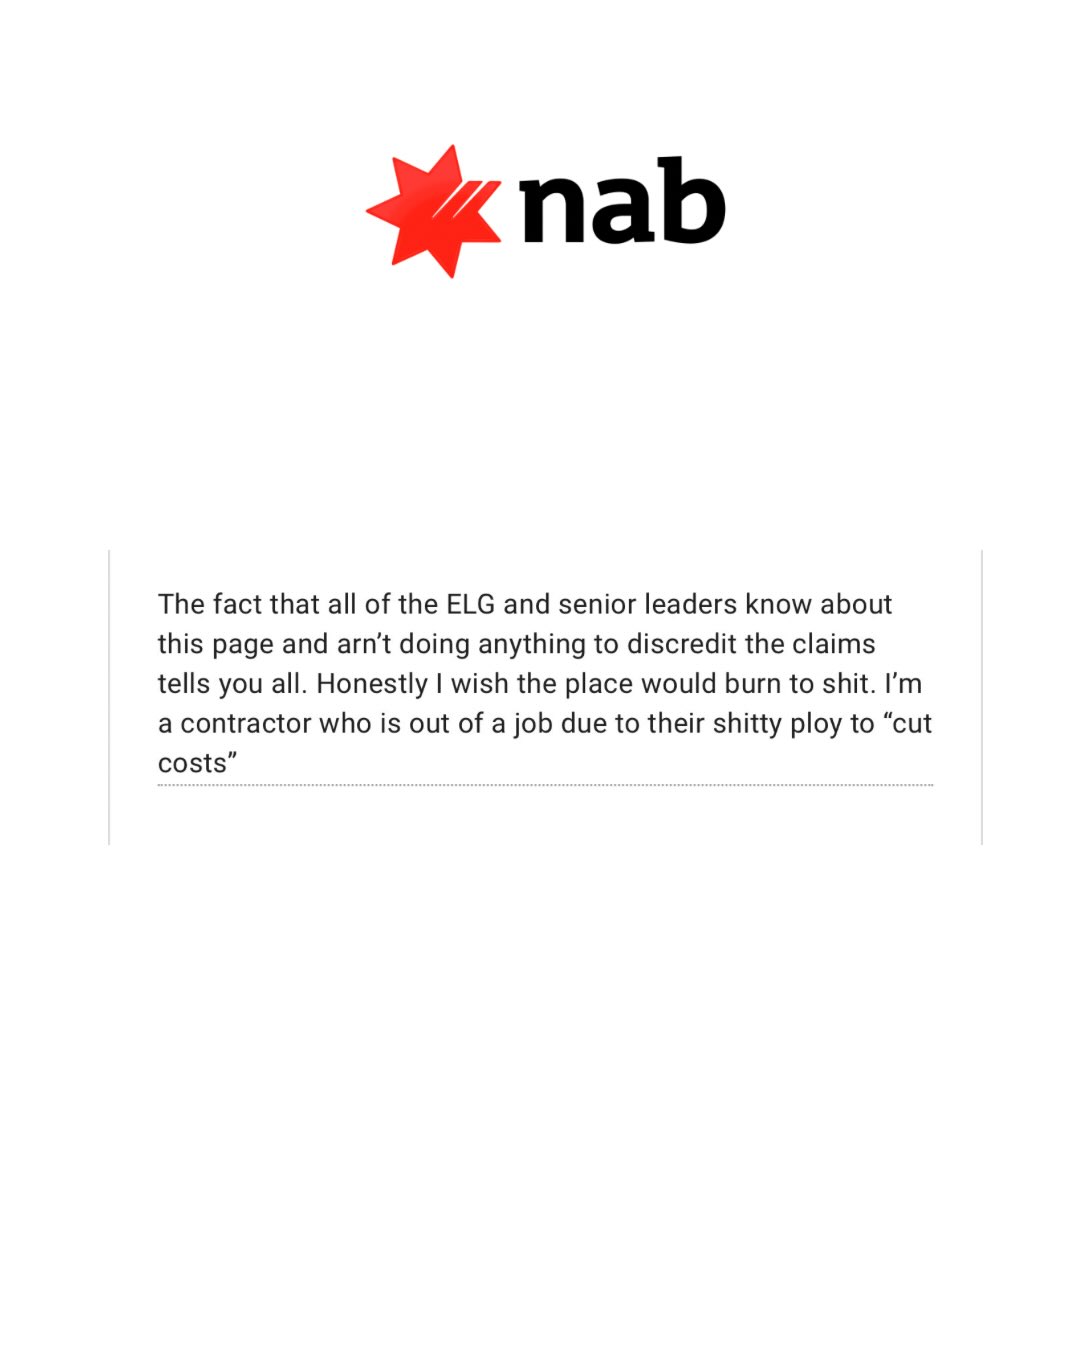 nab
The fact that all of the ELG and senior leaders know about
this page and arn’t doing anything to discredit the claims
tells you all. Honestly I wish the place would burn to shit. I’m
a contractor who is out of a job due to their shitty ploy to “cut
costs”